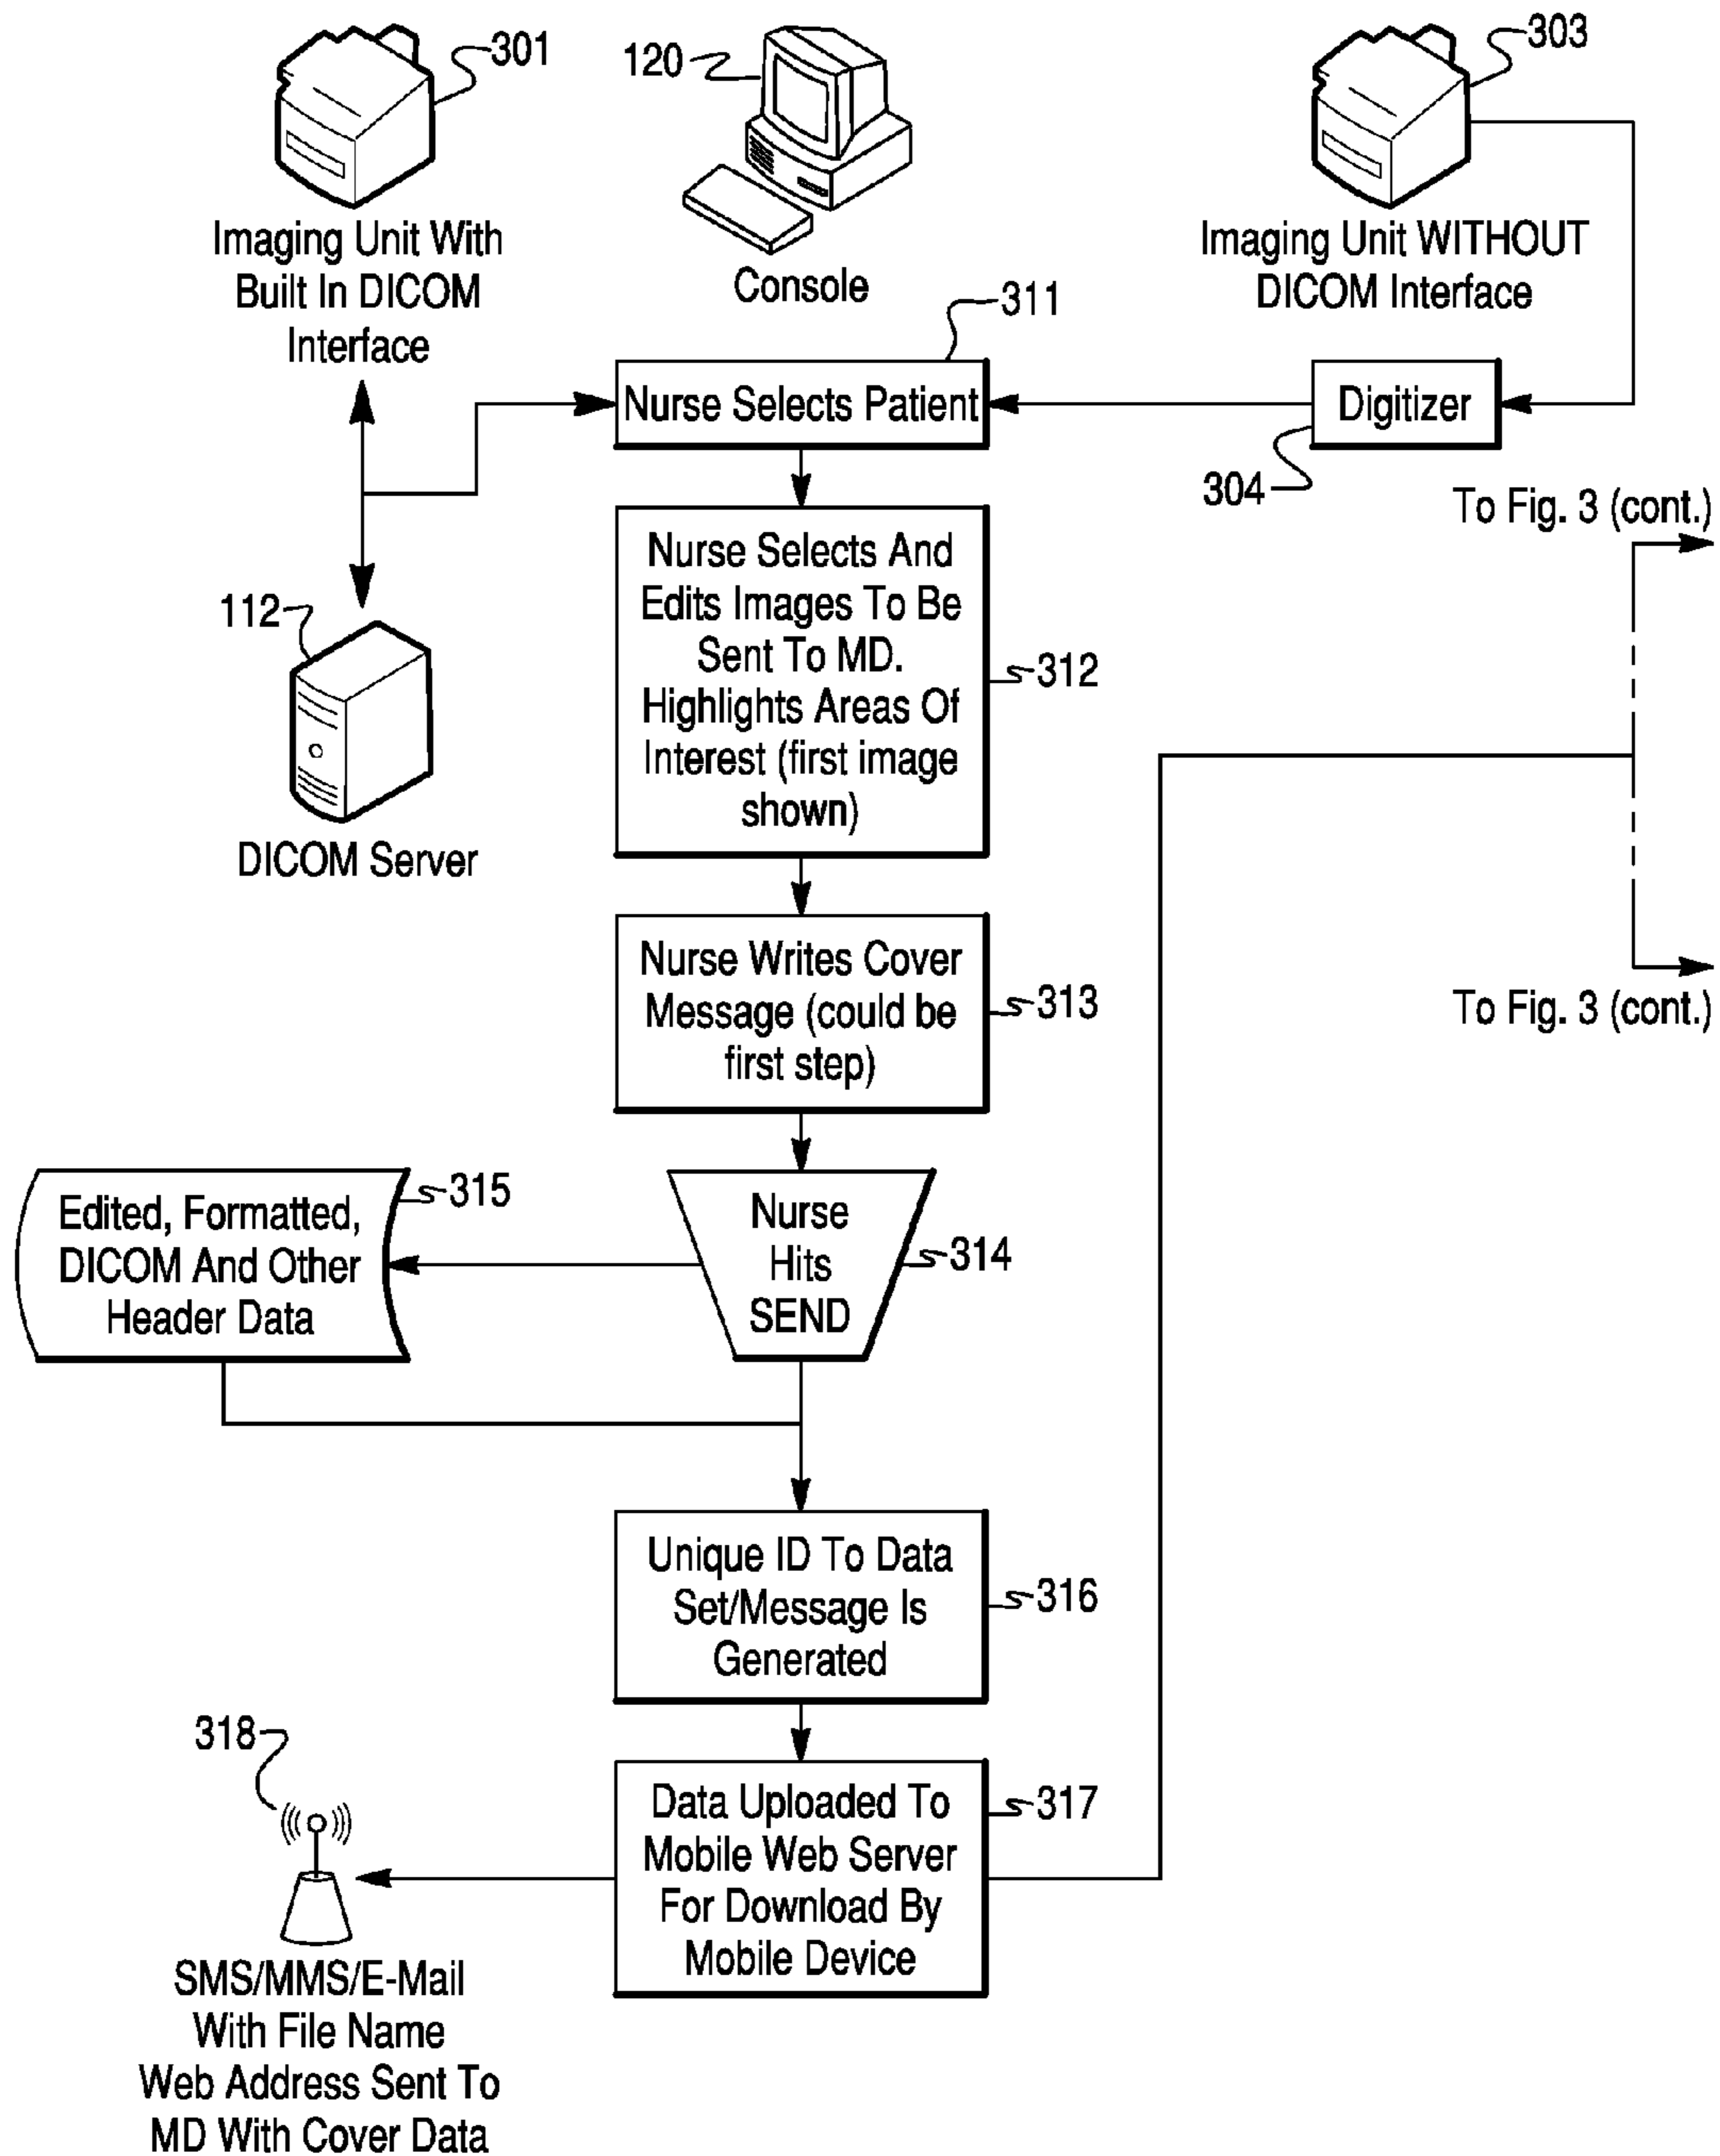 301
120
303
Imaging Unit With
Built In DICOM
Interface
Console
Imaging Unit WITHOUT
DICOM Interface
311
Nurse Selects Patient
Digitizer
304
To Fig. 3 (cont.)
Nurse Selects And
Edits Images To Be
Sent To MD.
Highlights Areas Of
Interest (first image
shown)
312
112
DICOM Server
Nurse Writes Cover
Message (could be
first step)
313
To Fig. 3 (cont.)
Edited, Formatted,
DICOM And Other
Header Data
315
Nurse
Hits
SEND
314
Unique ID To Data
Set/Message Is
Generated
316
318
Data Uploaded To
Mobile Web Server
For Download By
Mobile Device
317
SMS/MMS/E-Mail
With File Name
Web Address Sent To
MD With Cover Data